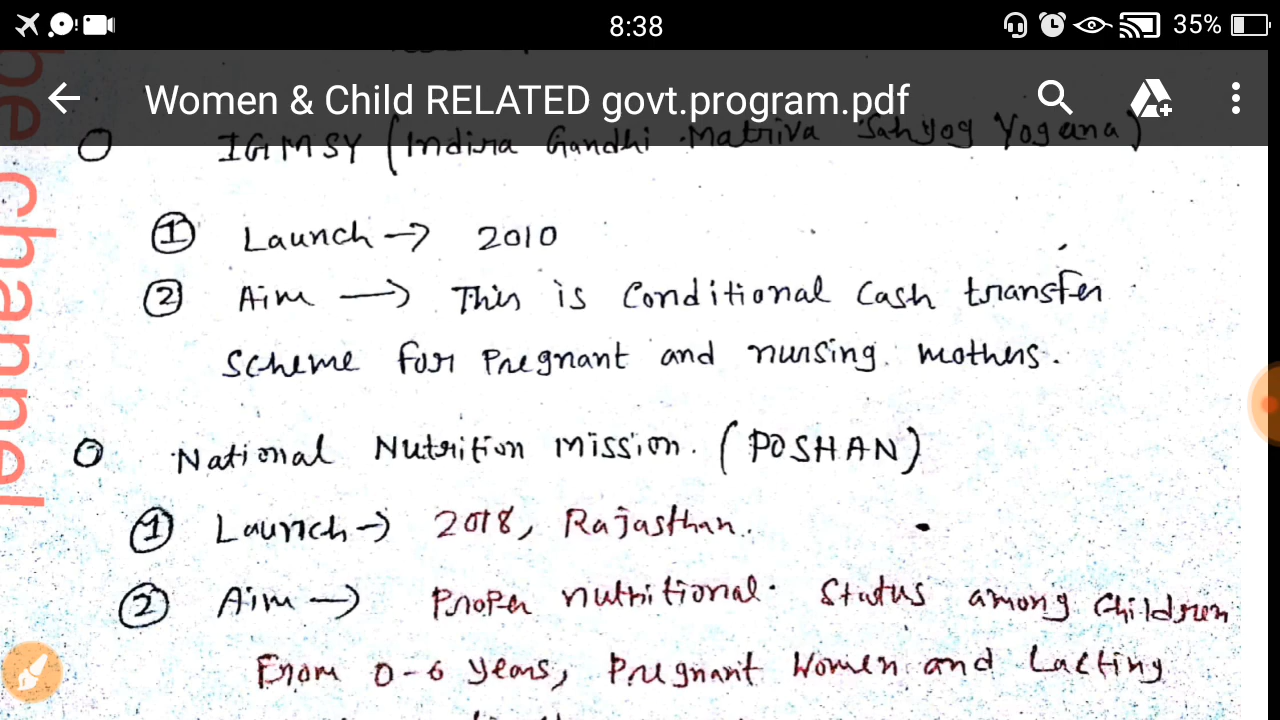 8:38
35%
Women & Child RELATED govt.program.pdf
IGMSY (Indira Gandhi Matriva Sahyog Yogana)
① Launch → 2010
② Aim → This is Conditional Cash transfer
Scheme for Pregnant and nursing mothers.
National Nutrition Mission. (POSHAN)
① Launch → 2018, Rajasthan.
② Aim → Proper nutritional Status among Children
From 0-6 years, Pregnant Women and Lacting
he channel